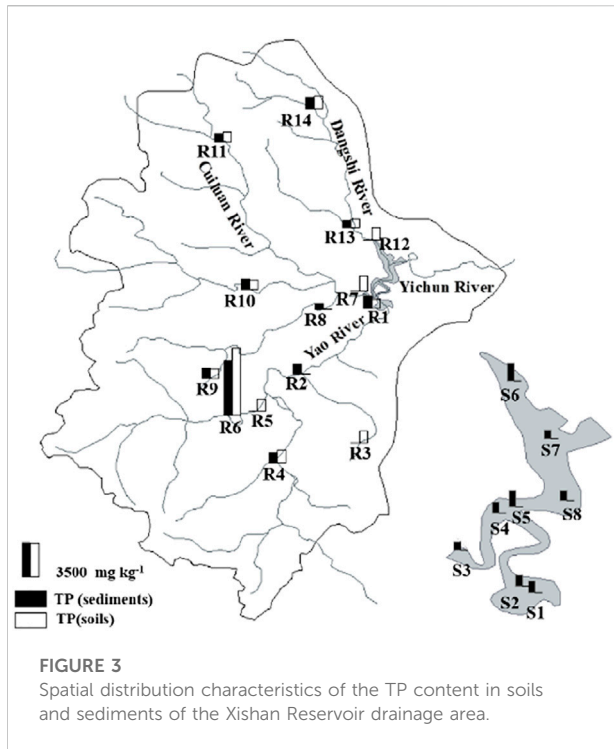 R14
R11
Dangshi River
Cuiluan River
R13
R12
R10
R7
Yichun River
R8
R1
Yao River
R9
R2
R6
R5
R3
R4
S6
S7
S5
S8
S4
S3
S2
S1
3500 mg kg⁻¹
TP (sediments)
TP(soils)
FIGURE 3
Spatial distribution characteristics of the TP content in soils
and sediments of the Xishan Reservoir drainage area.